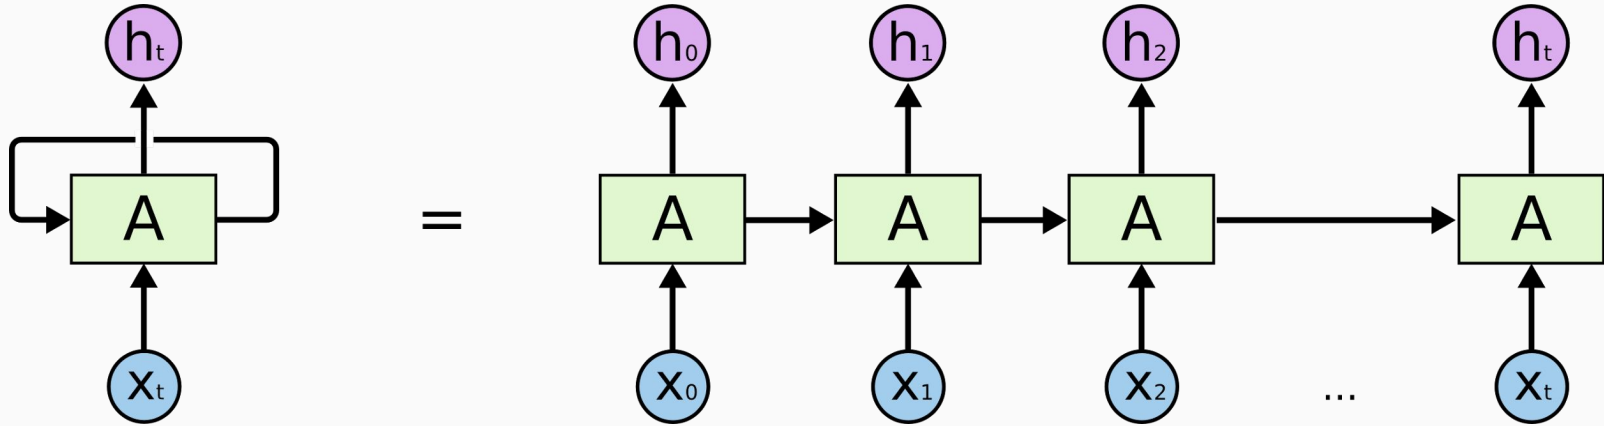 hₜ h₀ h₁ h₂ hₜ
A = A A A A
xₜ x₀ x₁ x₂ ... xₜ